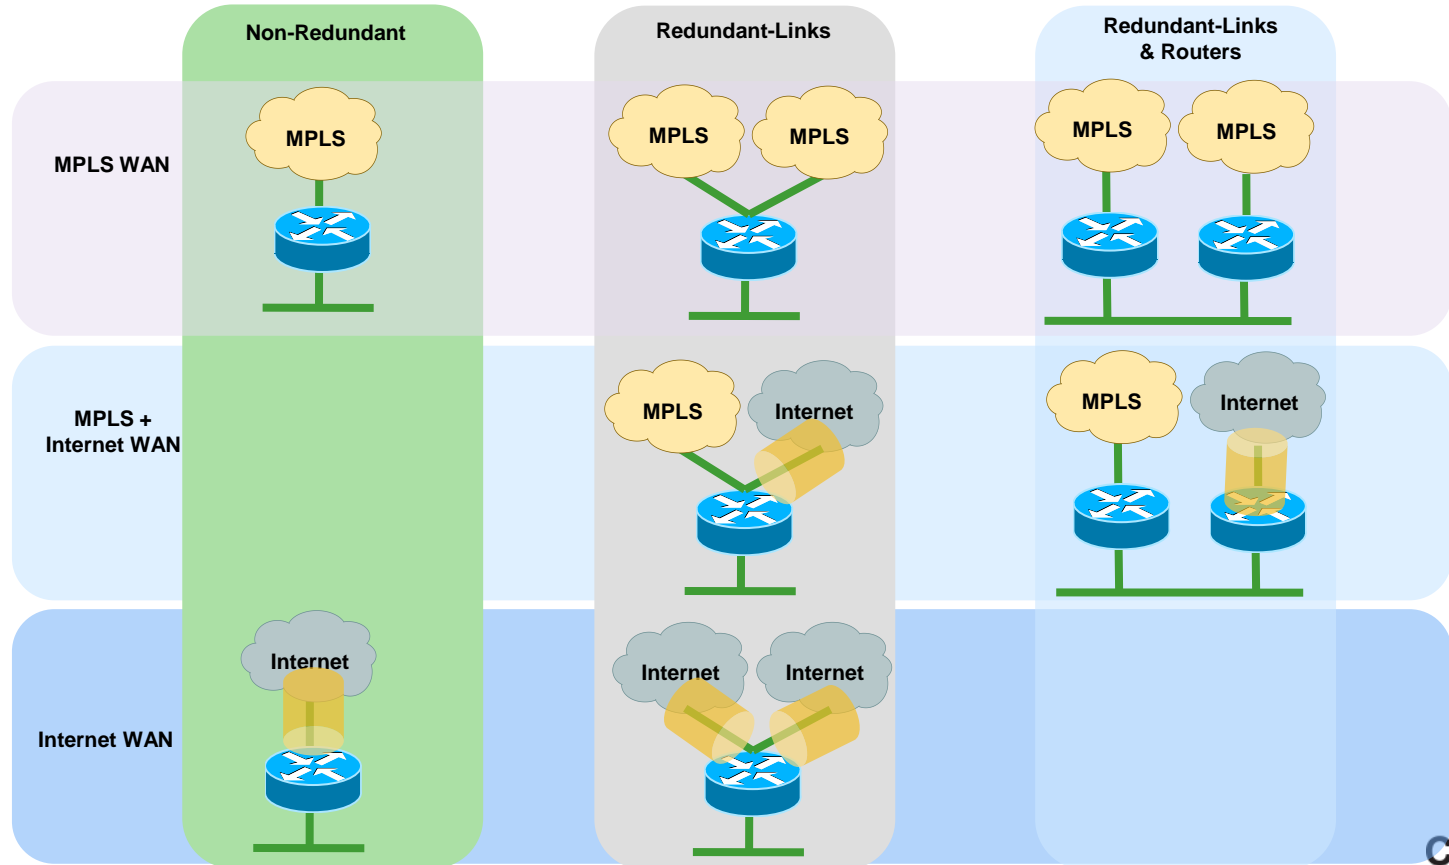 Non-Redundant
Redundant-Links
Redundant-Links
& Routers
MPLS WAN
MPLS
MPLS
MPLS
MPLS
MPLS
MPLS +
Internet WAN
MPLS
Internet
MPLS
Internet
Internet WAN
Internet
Internet
Internet
C